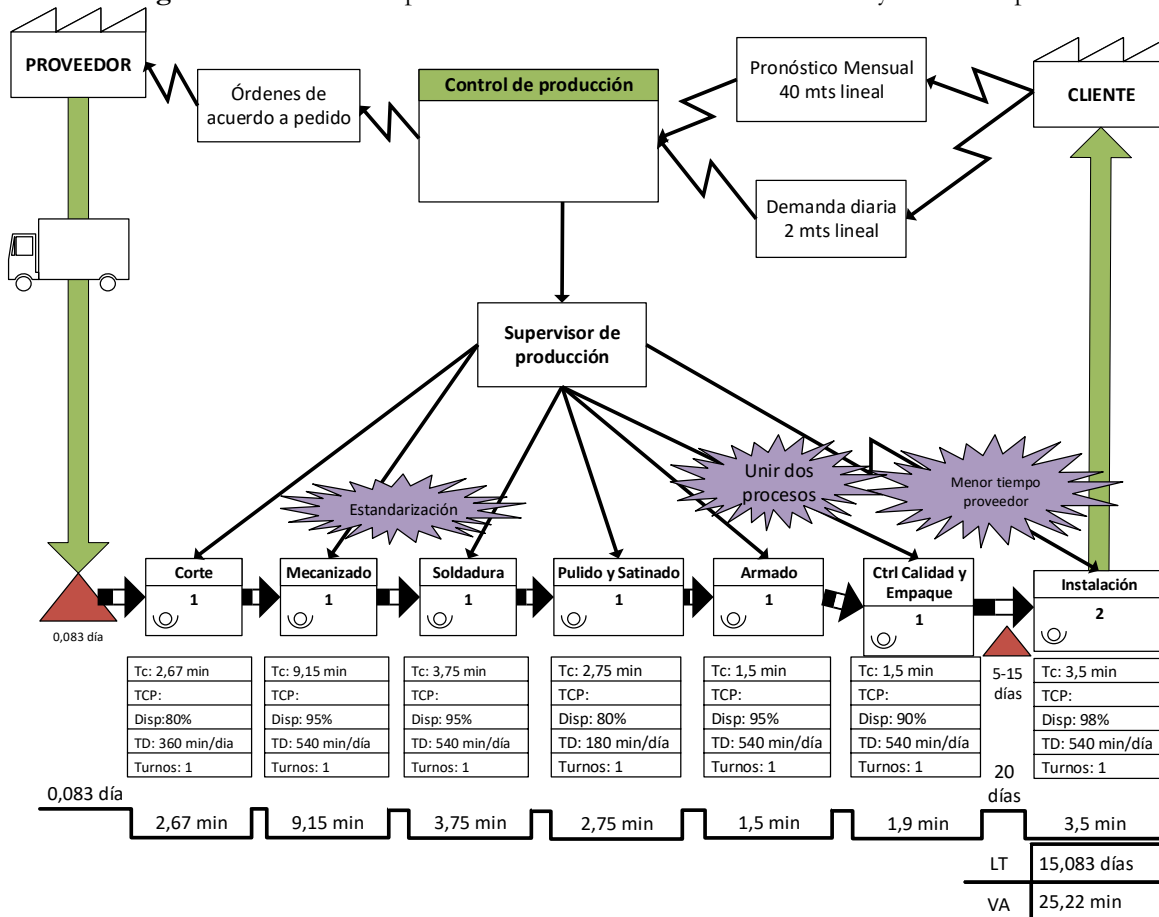 PROVEEDOR
Órdenes de
acuerdo a pedido
Control de producción
Pronóstico Mensual
40 mts lineal
CLIENTE
Demanda diaria
2 mts lineal
Supervisor de
producción
Estandarización
Unir dos
procesos
Menor tiempo
proveedor
0,083 día
Corte
1
Mecanizado
1
Soldadura
1
Pulido y Satinado
1
Armado
1
Ctrl Calidad y
Empaque
1
Instalación
2
Tc: 2,67 min
TCP:
Disp:80%
TD: 360 min/dia
Turnos: 1
Tc: 9,15 min
TCP:
Disp: 95%
TD: 540 min/día
Turnos: 1
Tc: 3,75 min
TCP:
Disp: 95%
TD: 540 min/día
Turnos: 1
Tc: 2,75 min
TCP:
Disp: 80%
TD: 180 min/día
Turnos: 1
Tc: 1,5 min
TCP:
Disp: 95%
TD: 540 min/día
Turnos: 1
Tc: 1,5 min
TCP:
Disp: 90%
TD: 540 min/día
Turnos: 1
5-15
días
Tc: 3,5 min
TCP:
Disp: 98%
TD: 540 min/día
Turnos: 1
0,083 día
2,67 min
9,15 min
3,75 min
2,75 min
1,5 min
1,9 min
20
días
3,5 min
LT
15,083 días
VA
25,22 min